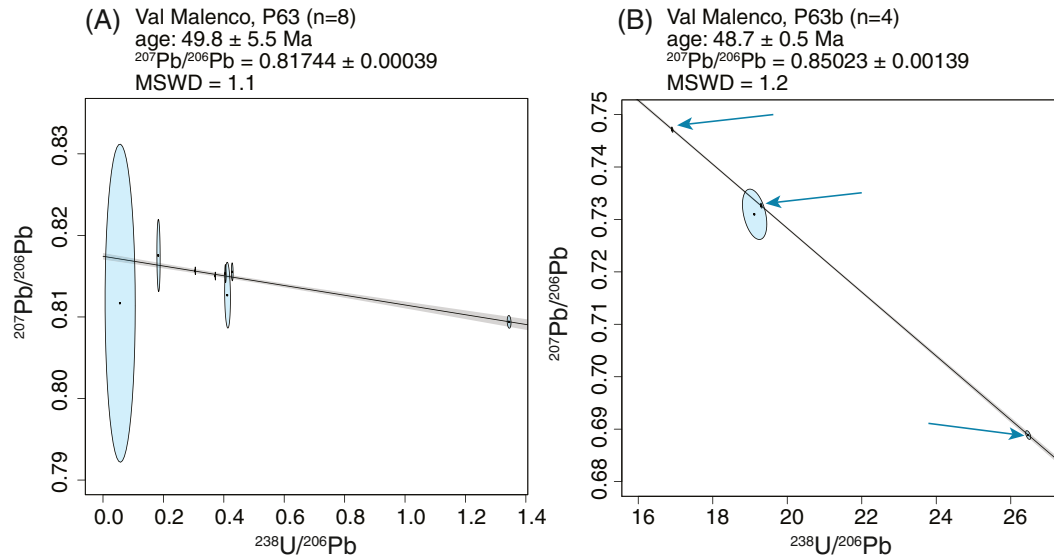 (A) Val Malenco, P63 (n=8)
age: 49.8 ± 5.5 Ma
²⁰⁷Pb/²⁰⁶Pb = 0.81744 ± 0.00039
MSWD = 1.1
0.83
0.82
0.81
0.80
0.79
²⁰⁷Pb/²⁰⁶Pb
0.0 0.2 0.4 0.6 0.8 1.0 1.2 1.4
²³⁸U/²⁰⁶Pb
(B) Val Malenco, P63b (n=4)
age: 48.7 ± 0.5 Ma
²⁰⁷Pb/²⁰⁶Pb = 0.85023 ± 0.00139
MSWD = 1.2
0.75
0.74
0.73
0.72
0.71
0.70
0.69
0.68
²⁰⁷Pb/²⁰⁶Pb
16 18 20 22 24 26
²³⁸U/²⁰⁶Pb